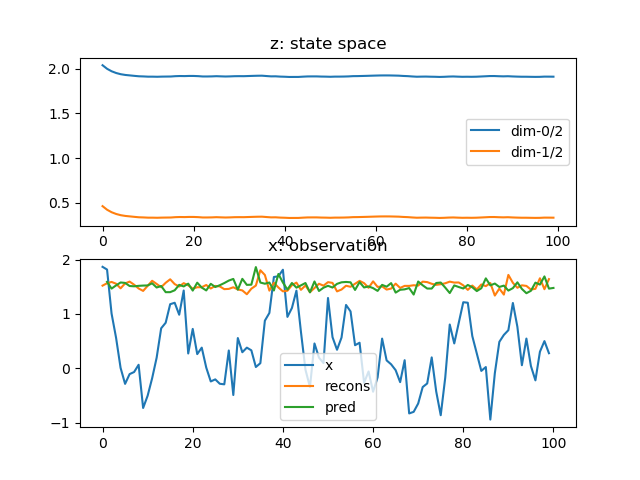 z: state space
2.0
1.5
1.0
0.5
dim-0/2
dim-1/2
0 20 40 60 80 100
x: observation
2
1
0
−1
x
recons
pred
0 20 40 60 80 100